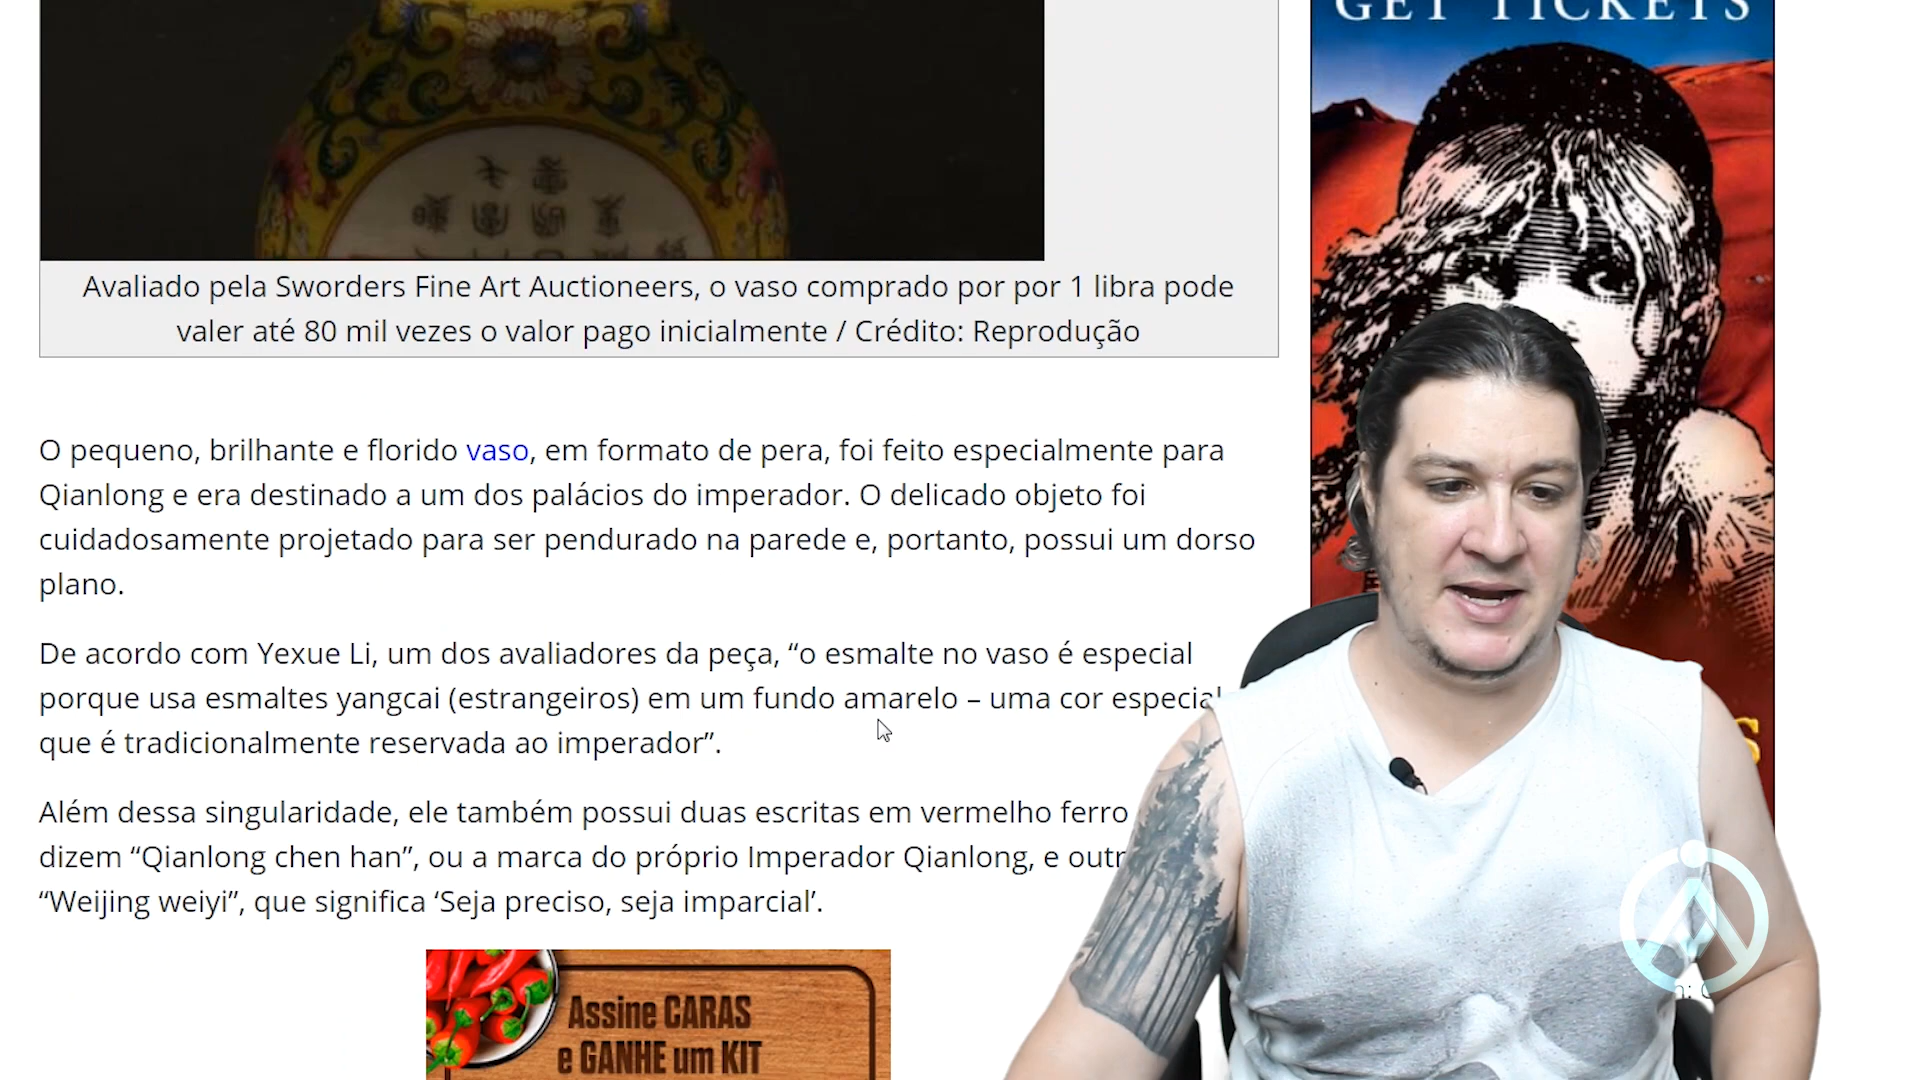 GET TICKETS
Avaliado pela Sworders Fine Art Auctioneers, o vaso comprado por por 1 libra pode
valer até 80 mil vezes o valor pago inicialmente / Crédito: Reprodução
O pequeno, brilhante e florido vaso, em formato de pera, foi feito especialmente para
Qianlong e era destinado a um dos palácios do imperador. O delicado objeto foi
cuidadosamente projetado para ser pendurado na parede e, portanto, possui um dorso
plano.
De acordo com Yexue Li, um dos avaliadores da peça, “o esmalte no vaso é especial
porque usa esmaltes yangcai (estrangeiros) em um fundo amarelo – uma cor especial
que é tradicionalmente reservada ao imperador”.
Além dessa singularidade, ele também possui duas escritas em vermelho ferro
dizem “Qianlong chen han”, ou a marca do próprio Imperador Qianlong, e outr
“Weijing weiyi”, que significa ‘Seja preciso, seja imparcial’.
Assine CARAS
e GANHE um KIT